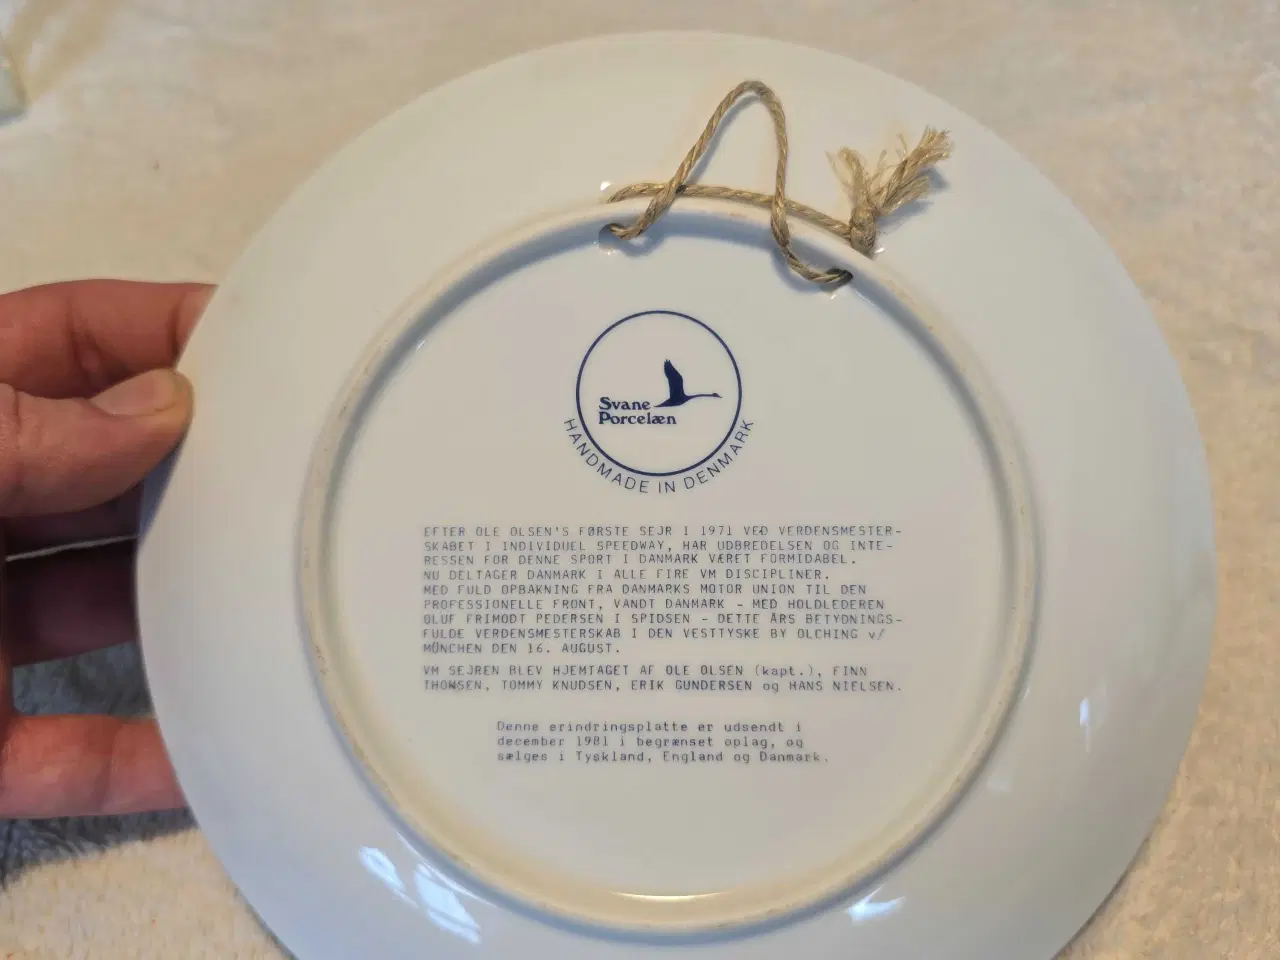 Svane
Porcelæn
HANDMADE IN DENMARK
EFTER OLE OLSEN'S FØRSTE SEJR I 1971 VED VERDENSMESTER-
SKABET I INDIVIDUEL SPEEDWAY, HAR UDBREDELSEN OG INTE-
RESSEN FOR DENNE SPORT I DANMARK VÆRET FORMIDABEL.
NU DELTAGER DANMARK I ALLE FIRE VM DISCIPLINER.
MED FULD OPBAKNING FRA DANMARKS MOTOR UNION TIL DEN
PROFESSIONELLE FRONT, VANDT DANMARK - MED HOLDLEDEREN
OLUF FRIMODT PEDERSEN I SPIDSEN - DETTE ÅRS BETYDNINGS-
FULDE VERDENSMESTERSKAB I DEN VESTTYSKE BY OLCHING v/
MÜNCHEN DEN 16. AUGUST.
VM SEJREN BLEV HJEMTAGET AF OLE OLSEN (kapt.), FINN
THOMSEN, TOMMY KNUDSEN, ERIK GUNDERSEN og HANS NIELSEN.
Denne erindringsplatte er udsendt i
december 1981 i begrænset oplag, og
sælges i Tyskland, England og Danmark.